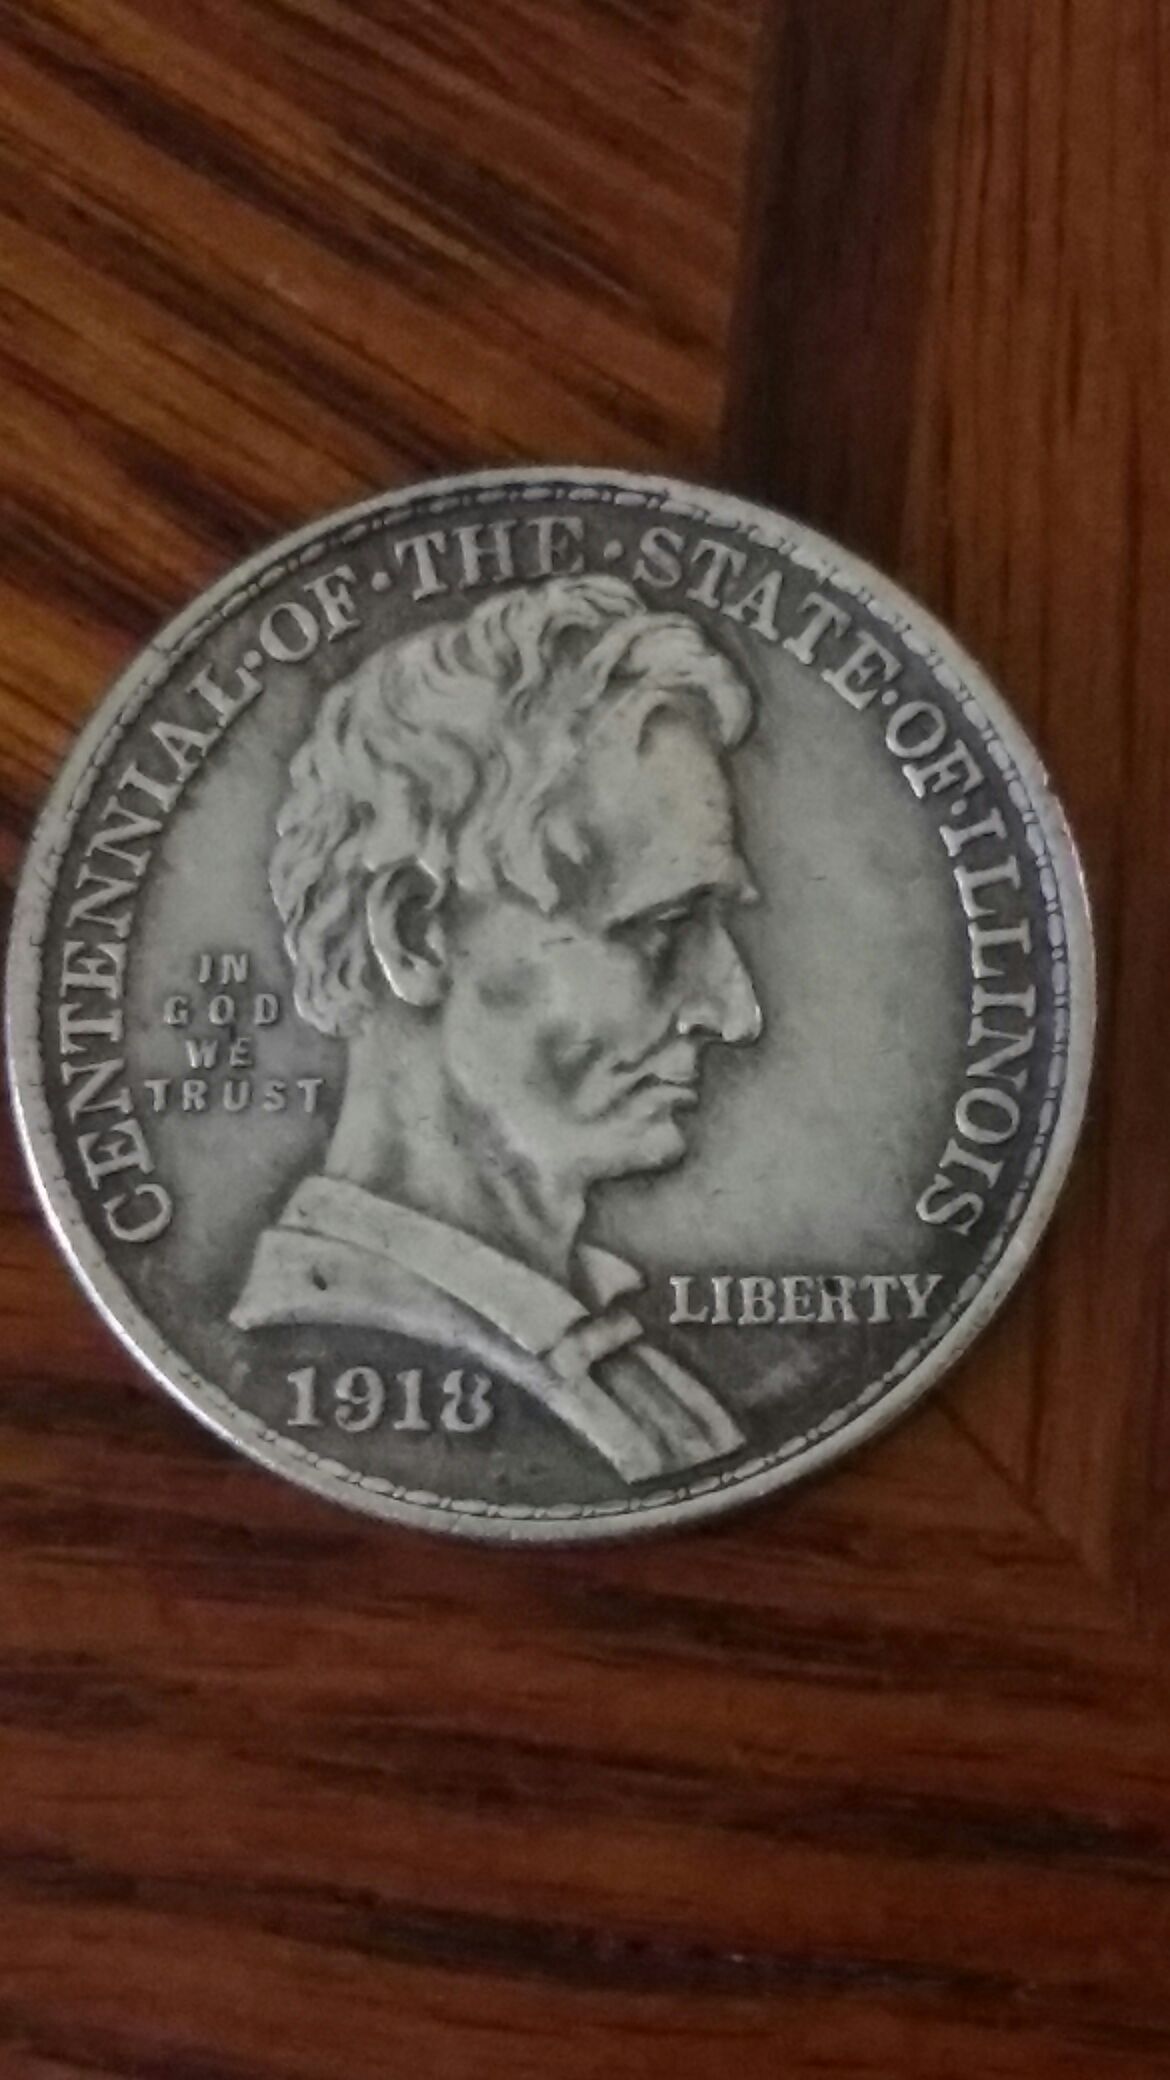 CENTENNIAL·OF·THE·STATE·OF·ILLINOIS
IN
GOD
WE
TRUST
LIBERTY
1918